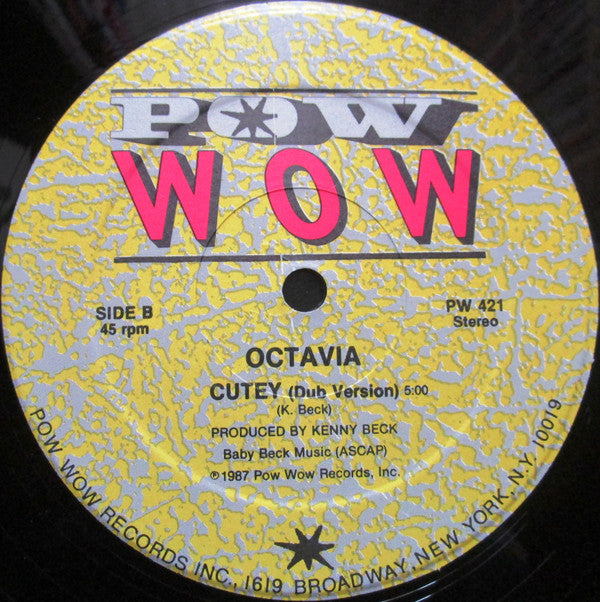 POW
WOW
SIDE B
45 rpm
PW 421
Stereo
OCTAVIA
CUTEY (Dub Version) 5:00
(K. Beck)
PRODUCED BY KENNY BECK
Baby Beck Music (ASCAP)
℗1987 Pow Wow Records, Inc.
POW WOW RECORDS INC., 1619 BROADWAY, NEW YORK, N.Y. 10019